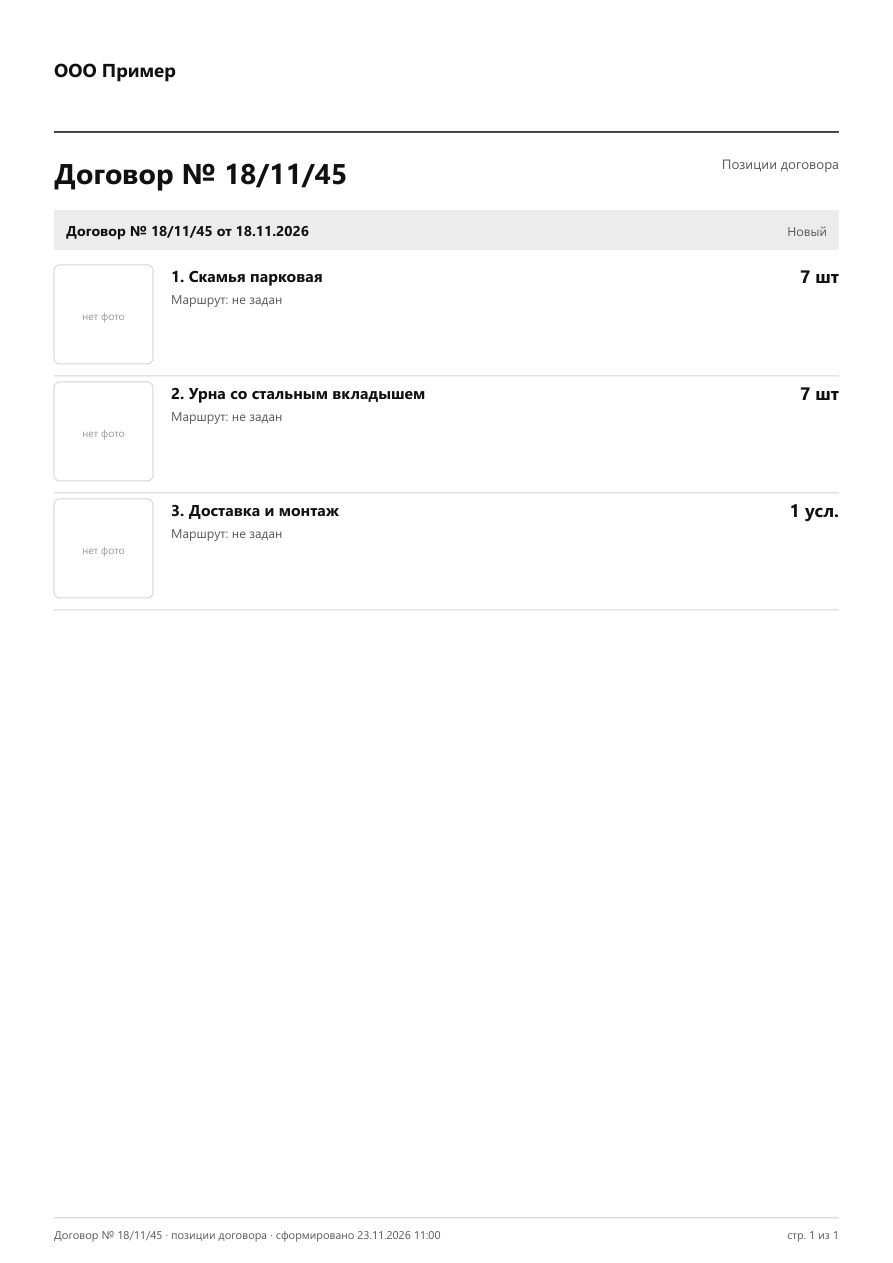 ООО Пример
Договор № 18/11/45
Позиции договора
Договор № 18/11/45 от 18.11.2026
Новый
нет фото
1. Скамья парковая
7 шт
Маршрут: не задан
нет фото
2. Урна со стальным вкладышем
7 шт
Маршрут: не задан
нет фото
3. Доставка и монтаж
1 усл.
Маршрут: не задан
Договор № 18/11/45 · позиции договора · сформировано 23.11.2026 11:00
стр. 1 из 1